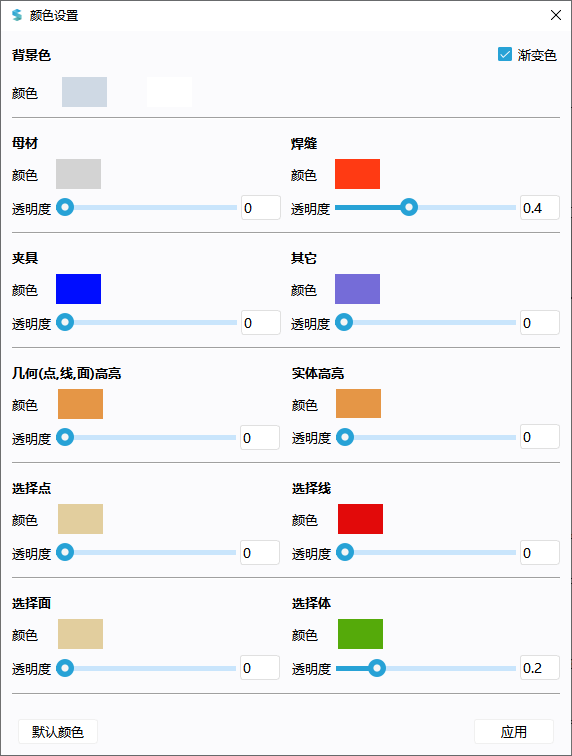 颜色设置
背景色 渐变色
颜色
母材 焊缝
颜色 颜色
透明度 0 透明度 0.4
夹具 其它
颜色 颜色
透明度 0 透明度 0
几何(点,线,面)高亮 实体高亮
颜色 颜色
透明度 0 透明度 0
选择点 选择线
颜色 颜色
透明度 0 透明度 0
选择面 选择体
颜色 颜色
透明度 0 透明度 0.2
默认颜色 应用